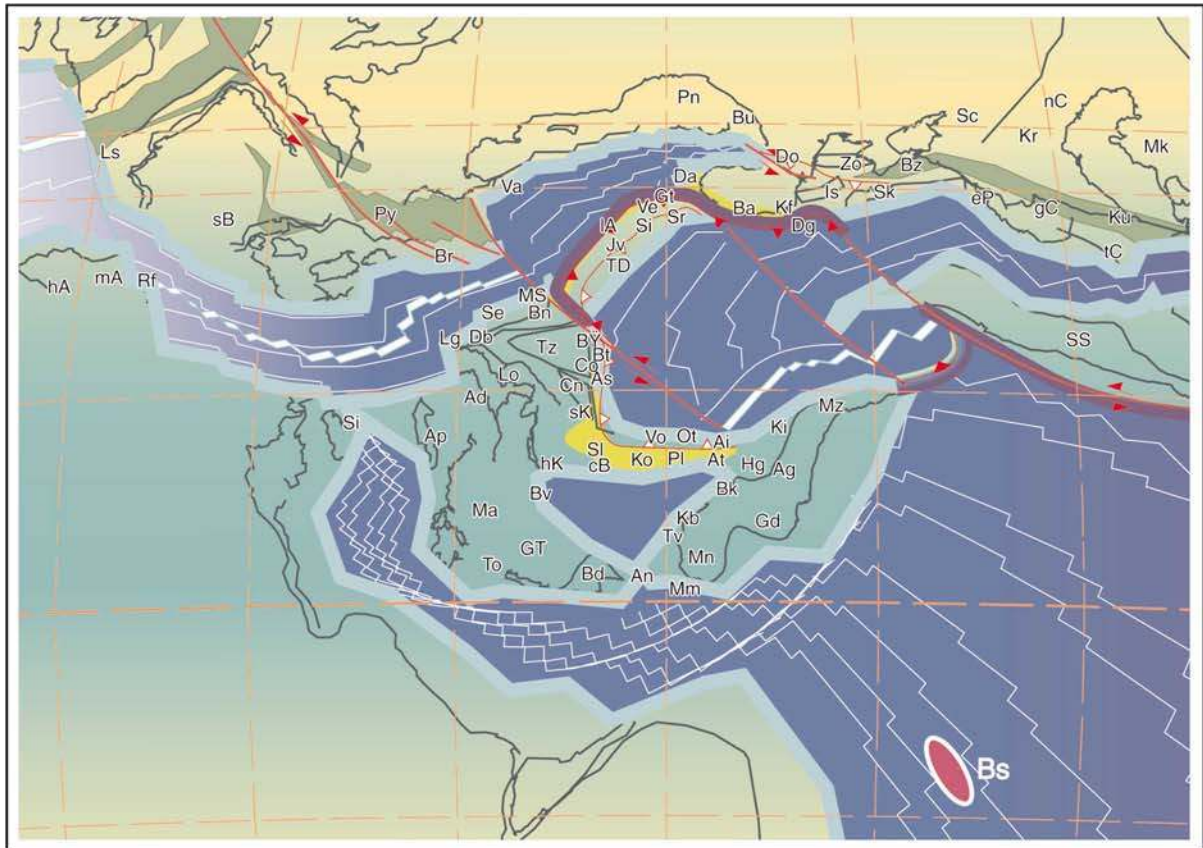 Pn
Bu
Sc
nC
Kr
Mk
Ls
Do
Zo
Bz
Va
Da
Is
Sk
eP
gC
Ku
sB
Py
Gt
Ve
Sr
Si
Ba
Kf
Dg
IA
Jv
TD
tC
Br
hA
mA
Rf
MS
Bn
Se
Lg
Db
Tz
BY
Bt
Co
As
Cn
SS
Lo
Ad
sK
Mz
Si
Ap
Vo
Ot
Ai
Ki
Sl
cB
Ko
Pl
At
Hg
Ag
hK
Bv
Bk
Ma
Kb
Tv
Gd
GT
To
Bd
An
Mn
Mm
Bs